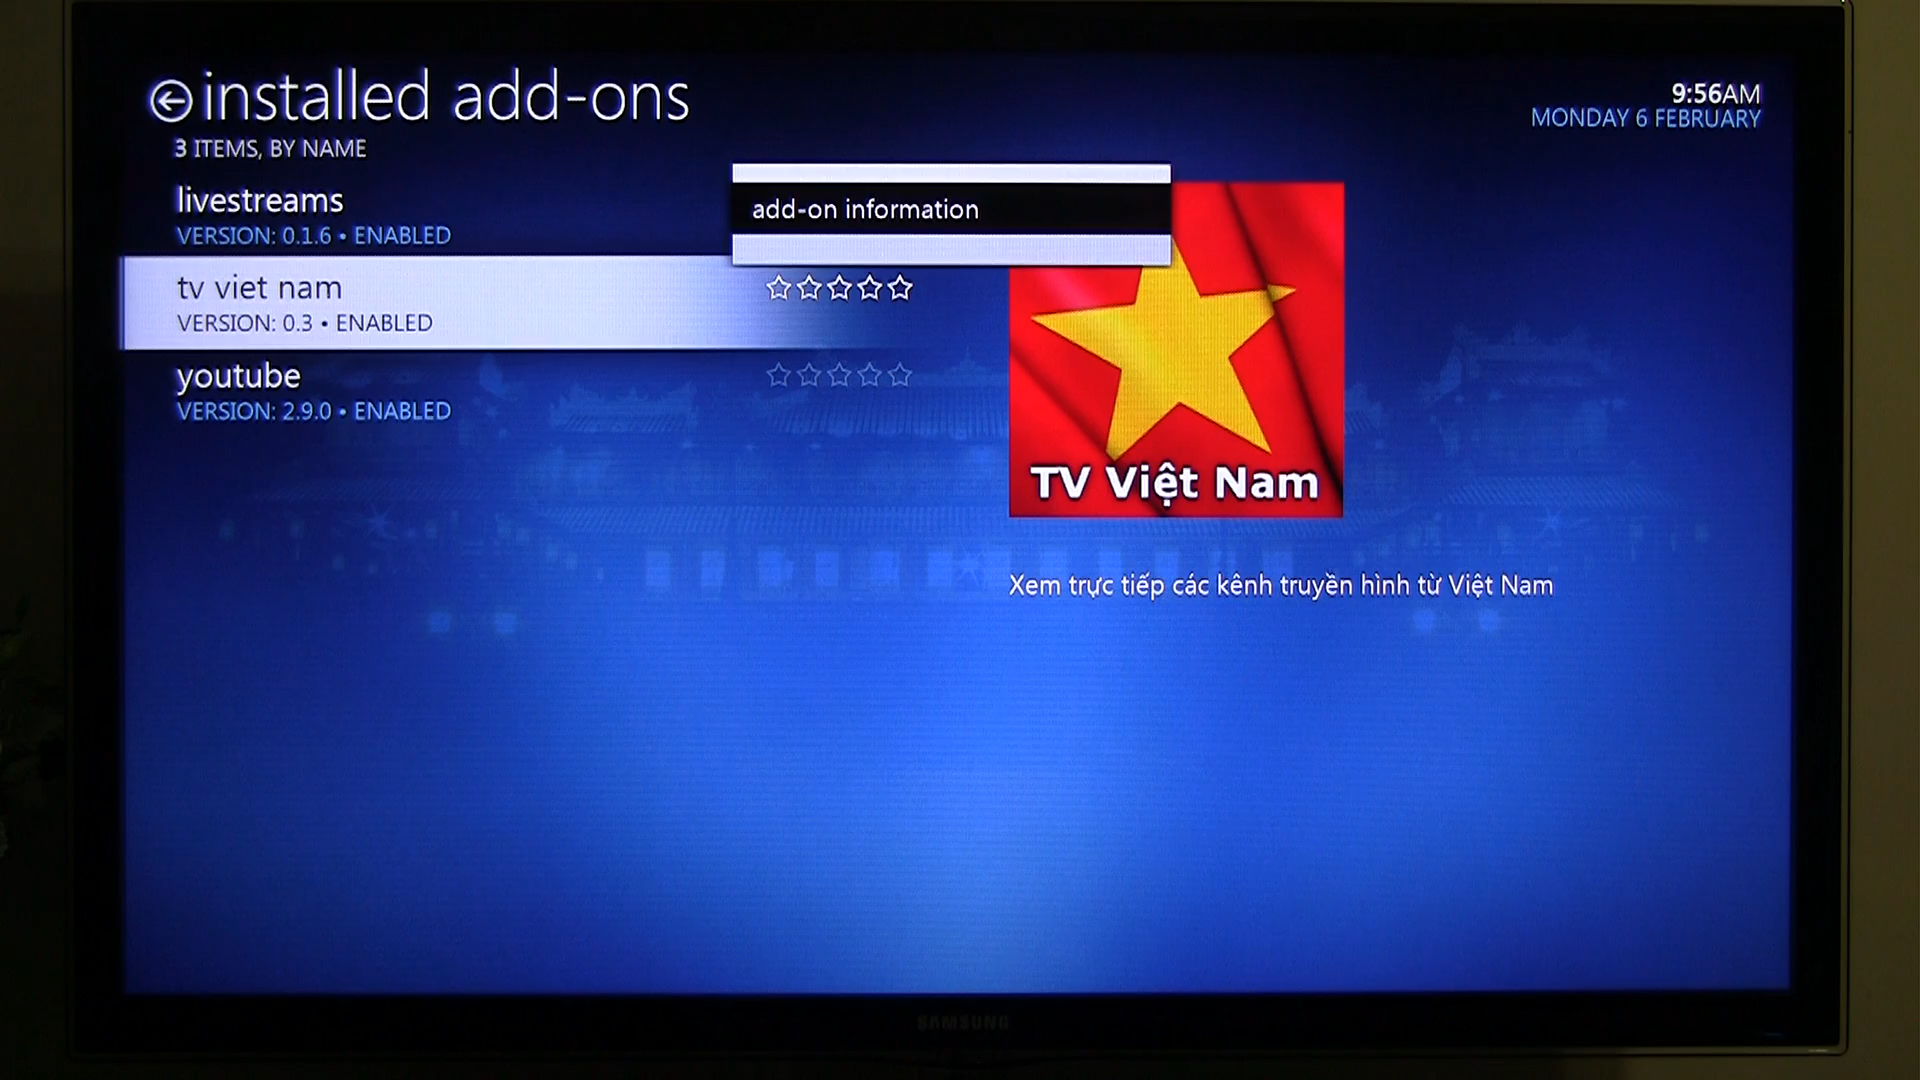 installed add-ons
9:56AM
MONDAY 6 FEBRUARY
3 ITEMS, BY NAME
livestreams
VERSION: 0.1.6 • ENABLED
add-on information
tv viet nam
VERSION: 0.3 • ENABLED
youtube
VERSION: 2.9.0 • ENABLED
TV Việt Nam
Xem trực tiếp các kênh truyền hình từ Việt Nam
SAMSUNG